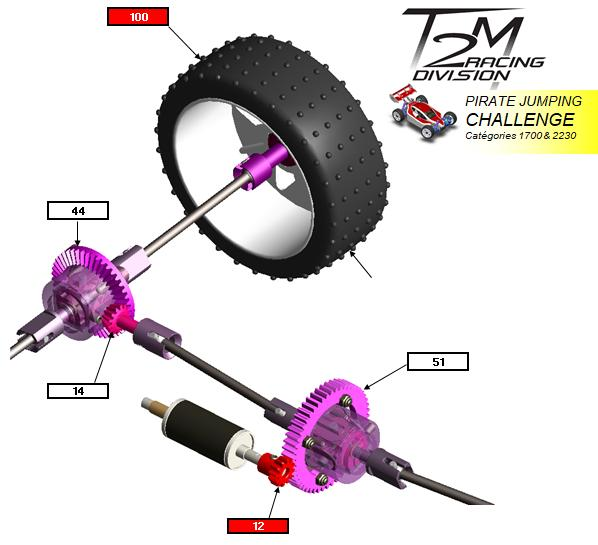 100
T2M
RACING
DIVISION
PIRATE JUMPING
CHALLENGE
Catégories 1700 & 2230
44
14
51
12